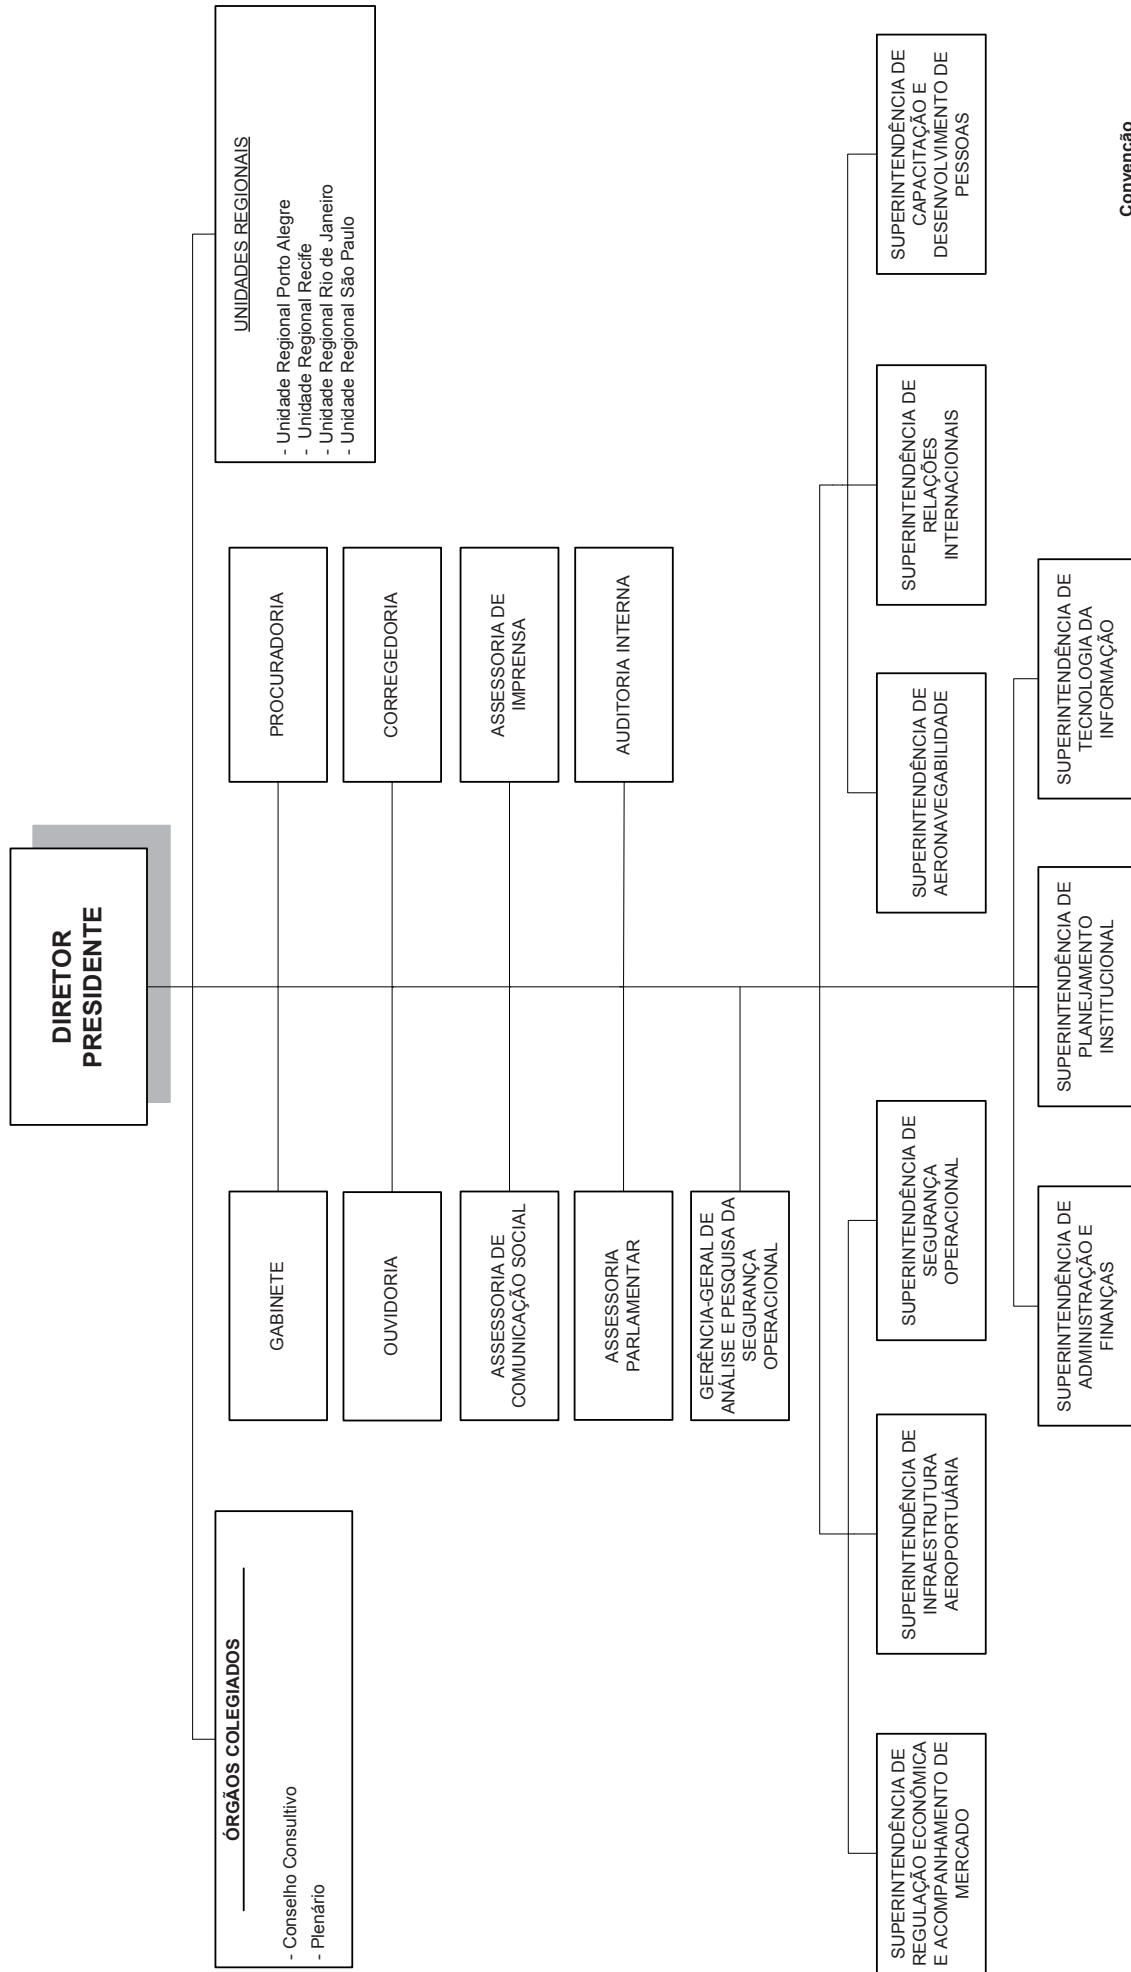 DIRETOR
PRESIDENTE
ÓRGÃOS COLEGIADOS
- Conselho Consultivo
- Plenário
GABINETE
PROCURADORIA
UNIDADES REGIONAIS
- Unidade Regional Porto Alegre
- Unidade Regional Recife
- Unidade Regional Rio de Janeiro
- Unidade Regional São Paulo
OUVIDORIA
CORREGEDORIA
ASSESSORIA DE
COMUNICAÇÃO SOCIAL
ASSESSORIA DE
IMPRENSA
ASSESSORIA
PARLAMENTAR
AUDITORIA INTERNA
GERÊNCIA-GERAL DE
ANÁLISE E PESQUISA DA
SEGURANÇA
OPERACIONAL
SUPERINTENDÊNCIA DE
REGULAÇÃO ECONÔMICA
E ACOMPANHAMENTO DE
MERCADO
SUPERINTENDÊNCIA DE
INFRAESTRUTURA
AEROPORTUÁRIA
SUPERINTENDÊNCIA DE
SEGURANÇA
OPERACIONAL
SUPERINTENDÊNCIA DE
AERONAVEGABILIDADE
SUPERINTENDÊNCIA DE
RELAÇÕES
INTERNACIONAIS
SUPERINTENDÊNCIA DE
CAPACITAÇÃO E
DESENVOLVIMENTO DE
PESSOAS
SUPERINTENDÊNCIA DE
ADMINISTRAÇÃO E
FINANÇAS
SUPERINTENDÊNCIA DE
PLANEJAMENTO
INSTITUCIONAL
SUPERINTENDÊNCIA DE
TECNOLOGIA DA
INFORMAÇÃO
Convenção